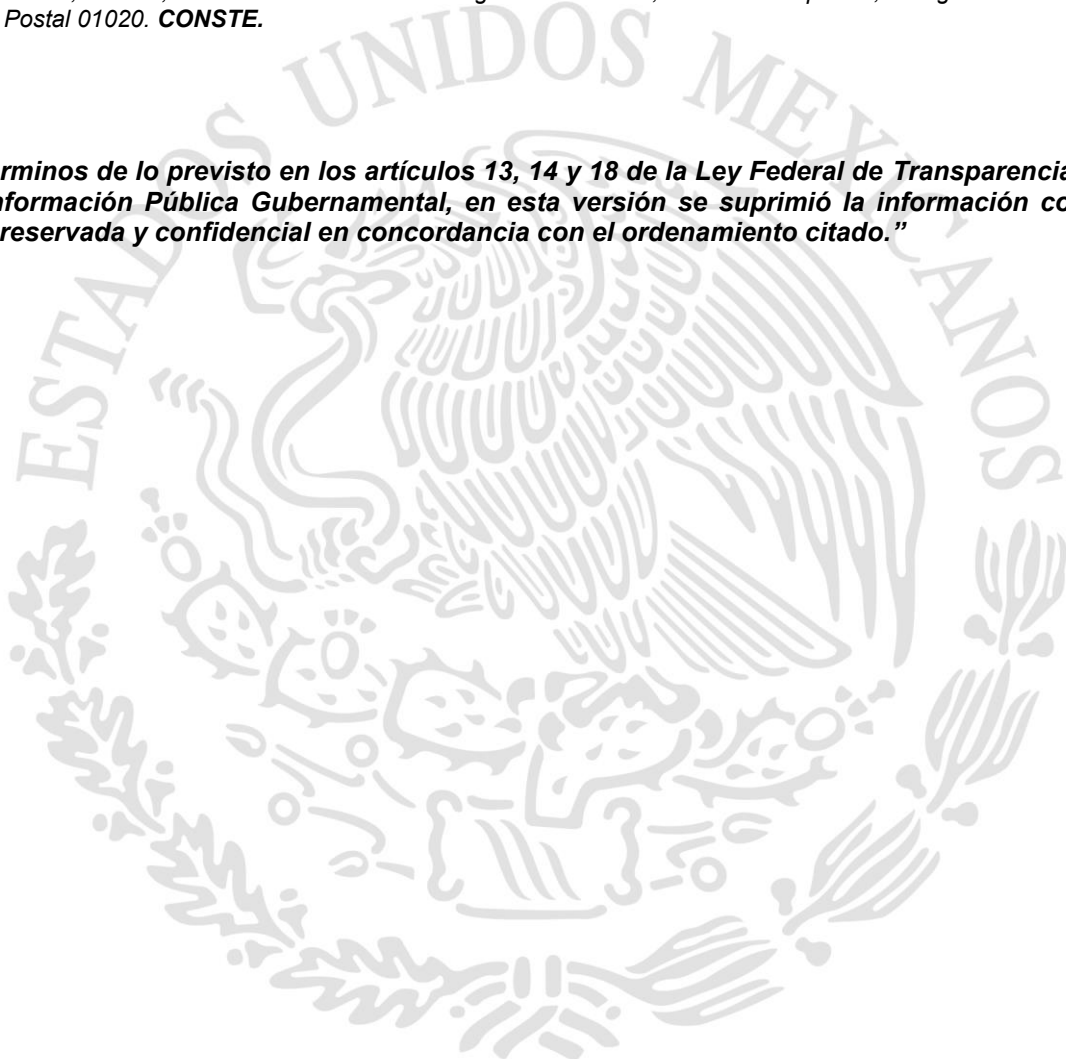 Postal 01020. CONSTE.
rminos de lo previsto en los artículos 13, 14 y 18 de la Ley Federal de Transparencia
nformación Pública Gubernamental, en esta versión se suprimió la información co
reservada y confidencial en concordancia con el ordenamiento citado.”
ESTADOS UNIDOS MEXICANOS